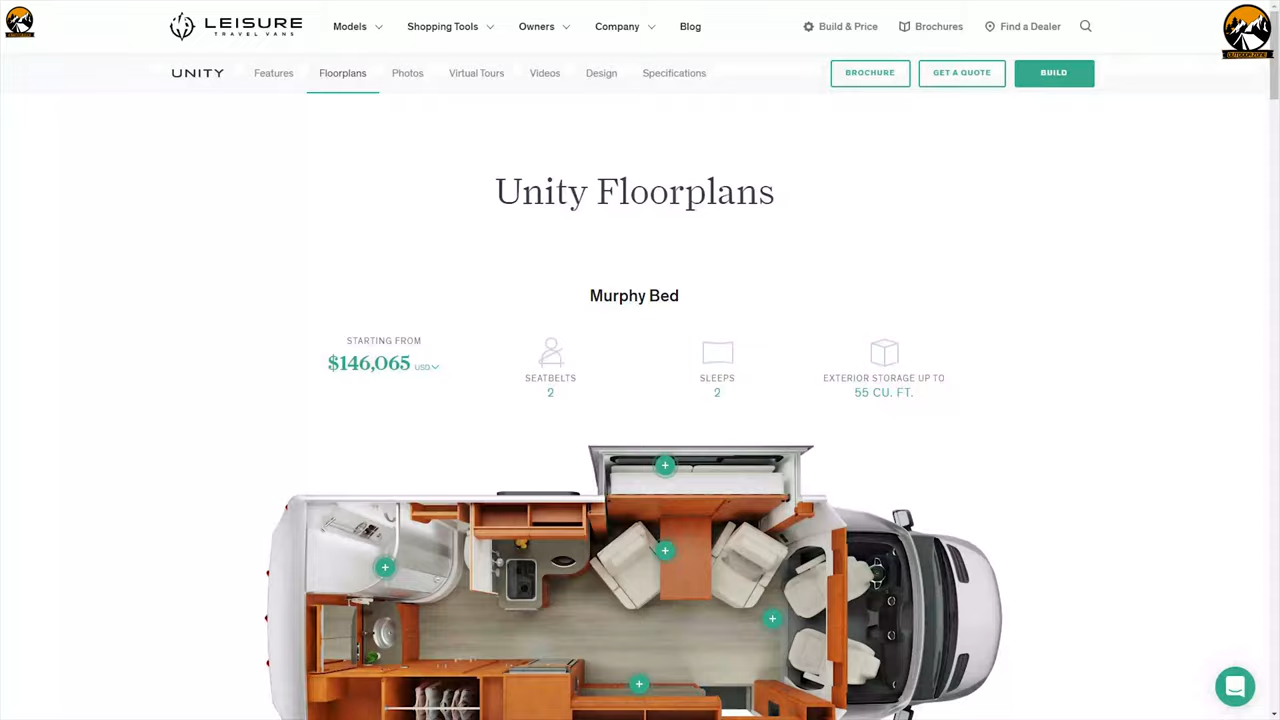 LEISURE
TRAVEL VANS
Models
Shopping Tools
Owners
Company
Blog
Build & Price
Brochures
Find a Dealer
UNITY
Features
Floorplans
Photos
Virtual Tours
Videos
Design
Specifications
BROCHURE
GET A QUOTE
BUILD
Unity Floorplans
Murphy Bed
STARTING FROM
$146,065 USD
SEATBELTS
2
SLEEPS
2
EXTERIOR STORAGE UP TO
55 CU. FT.